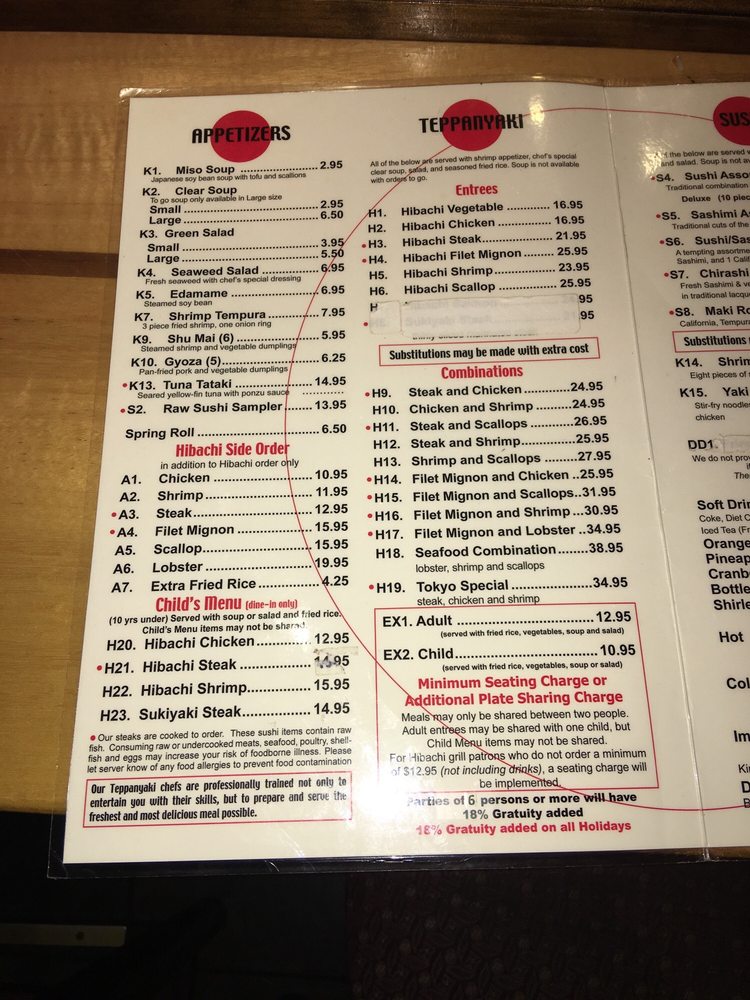 APPETIZERS
K1. Miso Soup 2.95
Japanese soy bean soup with tofu and scallions
K2. Clear Soup
To go soup only available in Large size
Small 2.95
Large 6.50
K3. Green Salad
Small 3.95
Large 5.50
K4. Seaweed Salad 6.95
Fresh seaweed with chef's special dressing
K5. Edamame 6.95
Steamed soy bean
K7. Shrimp Tempura 7.95
3 piece fried shrimp, one onion ring
K9. Shu Mai (6) 5.95
Steamed shrimp and vegetable dumplings
K10. Gyoza (5) 6.25
Pan-fried pork and vegetable dumplings
K13. Tuna Tataki 14.95
Seared yellow-fin tuna with ponzu sauce
S2. Raw Sushi Sampler 13.95
Spring Roll 6.50
Hibachi Side Order
in addition to Hibachi order only
A1. Chicken 10.95
A2. Shrimp 11.95
A3. Steak 12.95
A4. Filet Mignon 15.95
A5. Scallop 15.95
A6. Lobster 19.95
A7. Extra Fried Rice 4.25
Child's Menu (dine-in only)
(10 yrs under) Served with soup or salad and fried rice.
Child's Menu items may not be shared.
H20. Hibachi Chicken 12.95
H21. Hibachi Steak
H22. Hibachi Shrimp 15.95
H23. Sukiyaki Steak 14.95
Our steaks are cooked to order. These sushi items contain raw
fish. Consuming raw or undercooked meats, seafood, poultry, shell-
fish and eggs may increase your risk of foodborne illness. Please
let server know of any food allergies to prevent food contamination
Our Teppanyaki chefs are professionally trained not only to
entertain you with their skills, but to prepare and serve the
freshest and most delicious meal possible.
TEPPANYAKI
All of the below are served with shrimp appetizer, chef's special
clear soup, salad, and seasoned fried rice. Soup is not available
with orders to go.
Entrees
H1. Hibachi Vegetable 16.95
H2. Hibachi Chicken 16.95
H3. Hibachi Steak 21.95
H4. Hibachi Filet Mignon 25.95
H5. Hibachi Shrimp 23.95
H6. Hibachi Scallop 25.95
H 95
95
Substitutions may be made with extra cost
Combinations
H9. Steak and Chicken 24.95
H10. Chicken and Shrimp 24.95
H11. Steak and Scallops 26.95
H12. Steak and Shrimp 25.95
H13. Shrimp and Scallops 27.95
H14. Filet Mignon and Chicken 25.95
H15. Filet Mignon and Scallops 31.95
H16. Filet Mignon and Shrimp 30.95
H17. Filet Mignon and Lobster 34.95
H18. Seafood Combination 38.95
lobster, shrimp and scallops
H19. Tokyo Special 34.95
steak, chicken and shrimp
EX1. Adult 12.95
(served with fried rice, vegetables, soup and salad)
EX2. Child 10.95
(served with fried rice, vegetables, soup or salad)
Minimum Seating Charge or
Additional Plate Sharing Charge
Meals may only be shared between two people.
Adult entrees may be shared with one child, but
Child Menu items may not be shared.
For Hibachi grill patrons who do not order a minimum
of $12.95 (not including drinks), a seating charge will
be implemented.
Parties of 6 persons or more will have
18% Gratuity added
18% Gratuity added on all Holidays
SUS
the below are served
and salad. Soup is not
S4. Sushi Asso
Traditional combination
Deluxe (10 piec
S5. Sashimi A
Traditional cuts of the
S6. Sushi/Sas
A tempting assortme
Sashimi, and 1 Calif
S7. Chirashi
Fresh Sashimi & ve
in traditional lacque
S8. Maki Ro
California, Tempura
Substitutions
K14. Shrim
Eight pieces of
K15. Yaki
Stir-fry noodle
chicken
DD1.
We do not prov
The
Soft Drin
Coke, Diet C
Iced Tea (Fr
Orange
Pineap
Cranb
Bottle
Shirle
Hot
Col
Im
Ki
D
B